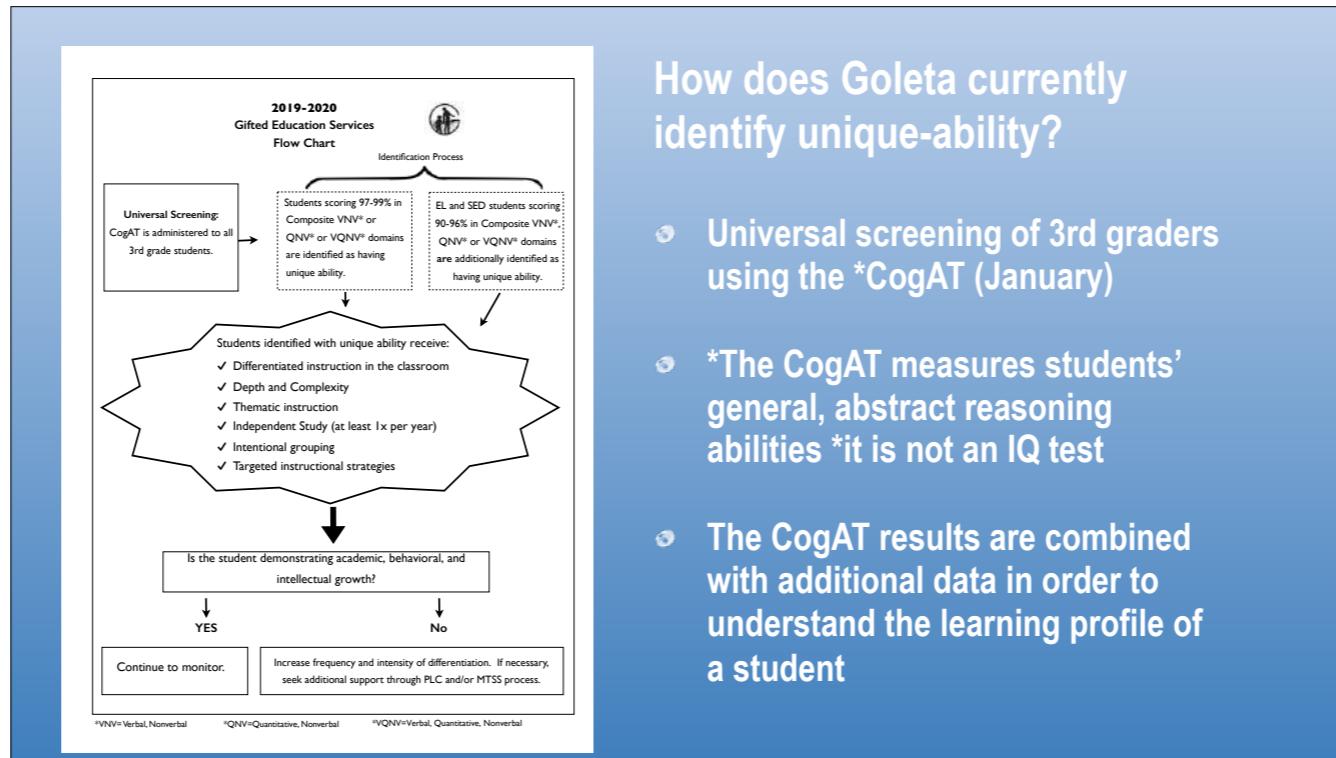 2019-2020
Gifted Education Services
Flow Chart
Identification Process
Universal Screening:
CogAT is administered to all
3rd grade students.
Students scoring 97-99% in
Composite VNV* or
QNV* or VQNV* domains
are identified as having
unique ability.
EL and SED students scoring
90-96% in Composite VNV*,
QNV* or VQNV* domains
are additionally identified as
having unique ability.
Students identified with unique ability receive:
✓ Differentiated instruction in the classroom
✓ Depth and Complexity
✓ Thematic instruction
✓ Independent Study (at least 1x per year)
✓ Intentional grouping
✓ Targeted instructional strategies
Is the student demonstrating academic, behavioral, and
intellectual growth?
YES
No
Continue to monitor.
Increase frequency and intensity of differentiation. If necessary,
seek additional support through PLC and/or MTSS process.
*VNV=Verbal, Nonverbal
*QNV=Quantitative, Nonverbal
*VQNV=Verbal, Quantitative, Nonverbal
How does Goleta currently
identify unique-ability?
Universal screening of 3rd graders
using the *CogAT (January)
*The CogAT measures students’
general, abstract reasoning
abilities *it is not an IQ test
The CogAT results are combined
with additional data in order to
understand the learning profile of
a student